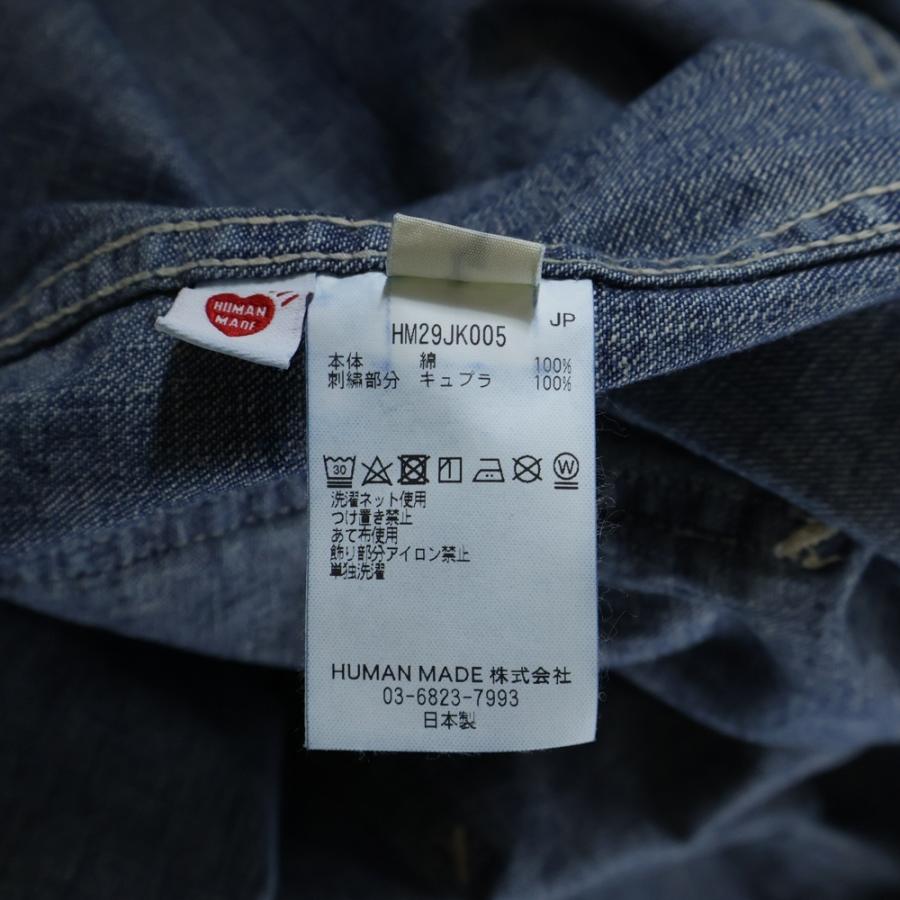 HUMAN
MADE
JP
HM29JK005
本体 綿 100%
刺繍部分 キュプラ 100%
30
W
洗濯ネット使用
つけ置き禁止
あて布使用
飾り部分アイロン禁止
単独洗濯
HUMAN MADE 株式会社
03-6823-7993
日本製